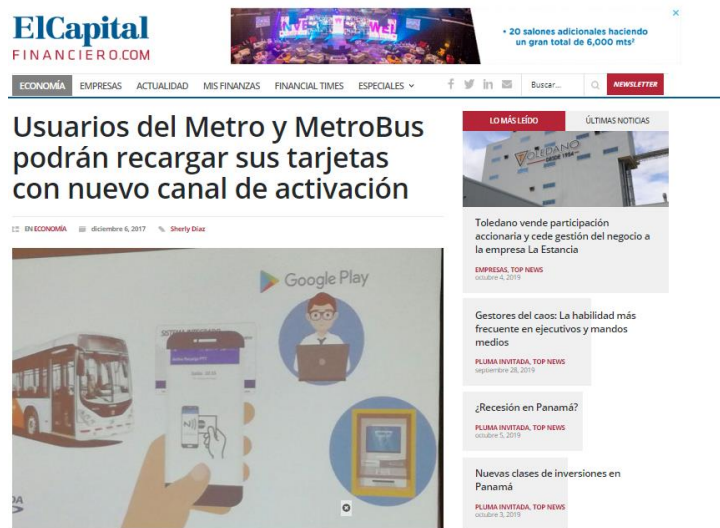 ElCapital
FINANCIERO.COM
• 20 salones adicionales haciendo
un gran total de 6,000 mts²
ECONOMÍA EMPRESAS ACTUALIDAD MIS FINANZAS FINANCIAL TIMES ESPECIALES
Buscar...
NEWSLETTER
Usuarios del Metro y MetroBus
podrán recargar sus tarjetas
con nuevo canal de activación
EN ECONOMÍA diciembre 6, 2017 Sherly Díaz
Google Play
LO MÁS LEÍDO ÚLTIMAS NOTICIAS
TOLEDANO
DESDE 1954
Toledano vende participación
accionaria y cede gestión del negocio a
la empresa La Estancia
EMPRESAS, TOP NEWS
octubre 4, 2019
Gestores del caos: La habilidad más
frecuente en ejecutivos y mandos
medios
PLUMA INVITADA, TOP NEWS
septiembre 28, 2019
¿Recesión en Panamá?
PLUMA INVITADA, TOP NEWS
octubre 5, 2019
Nuevas clases de inversiones en
Panamá
PLUMA INVITADA, TOP NEWS
octubre 3, 2019